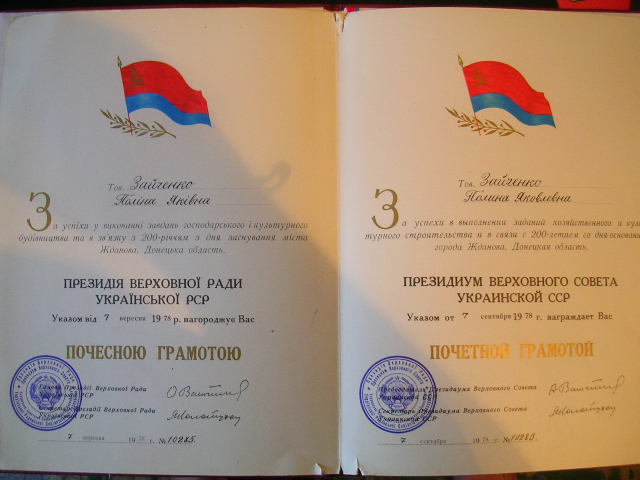 Тов. Зайченко
Поліна Яківна
За успіхи у виконанні завдань господарського і культурного
будівництва та в зв'язку з 200-річчям з дня заснування міста
Жданова, Донецька область,
ПРЕЗИДІЯ ВЕРХОВНОЇ РАДИ
УКРАЇНСЬКОЇ РСР
Указом від 7 вересня 1978 р. нагороджує Вас
ПОЧЕСНОЮ ГРАМОТОЮ
Голова Президії Верховної Ради
Української РСР
Секретар Президії Верховної Ради
Української РСР
7 вересня 1978 г. № 10285.
Тов. Зайченко
Полина Яковлевна
За успехи в выполнении заданий хозяйственного и куль
турного строительства и в связи с 200-летием со дня основания
города Жданова, Донецкая область,
ПРЕЗИДИУМ ВЕРХОВНОГО СОВЕТА
УКРАИНСКОЙ ССР
Указом от 7 сентября 1978 г. награждает Вас
ПОЧЕТНОЙ ГРАМОТОЙ
Председатель Президиума Верховного Совета
Украинской ССР
Секретарь Президиума Верховного Совета
Украинской ССР
7 сентября 1978 г. № 10285.